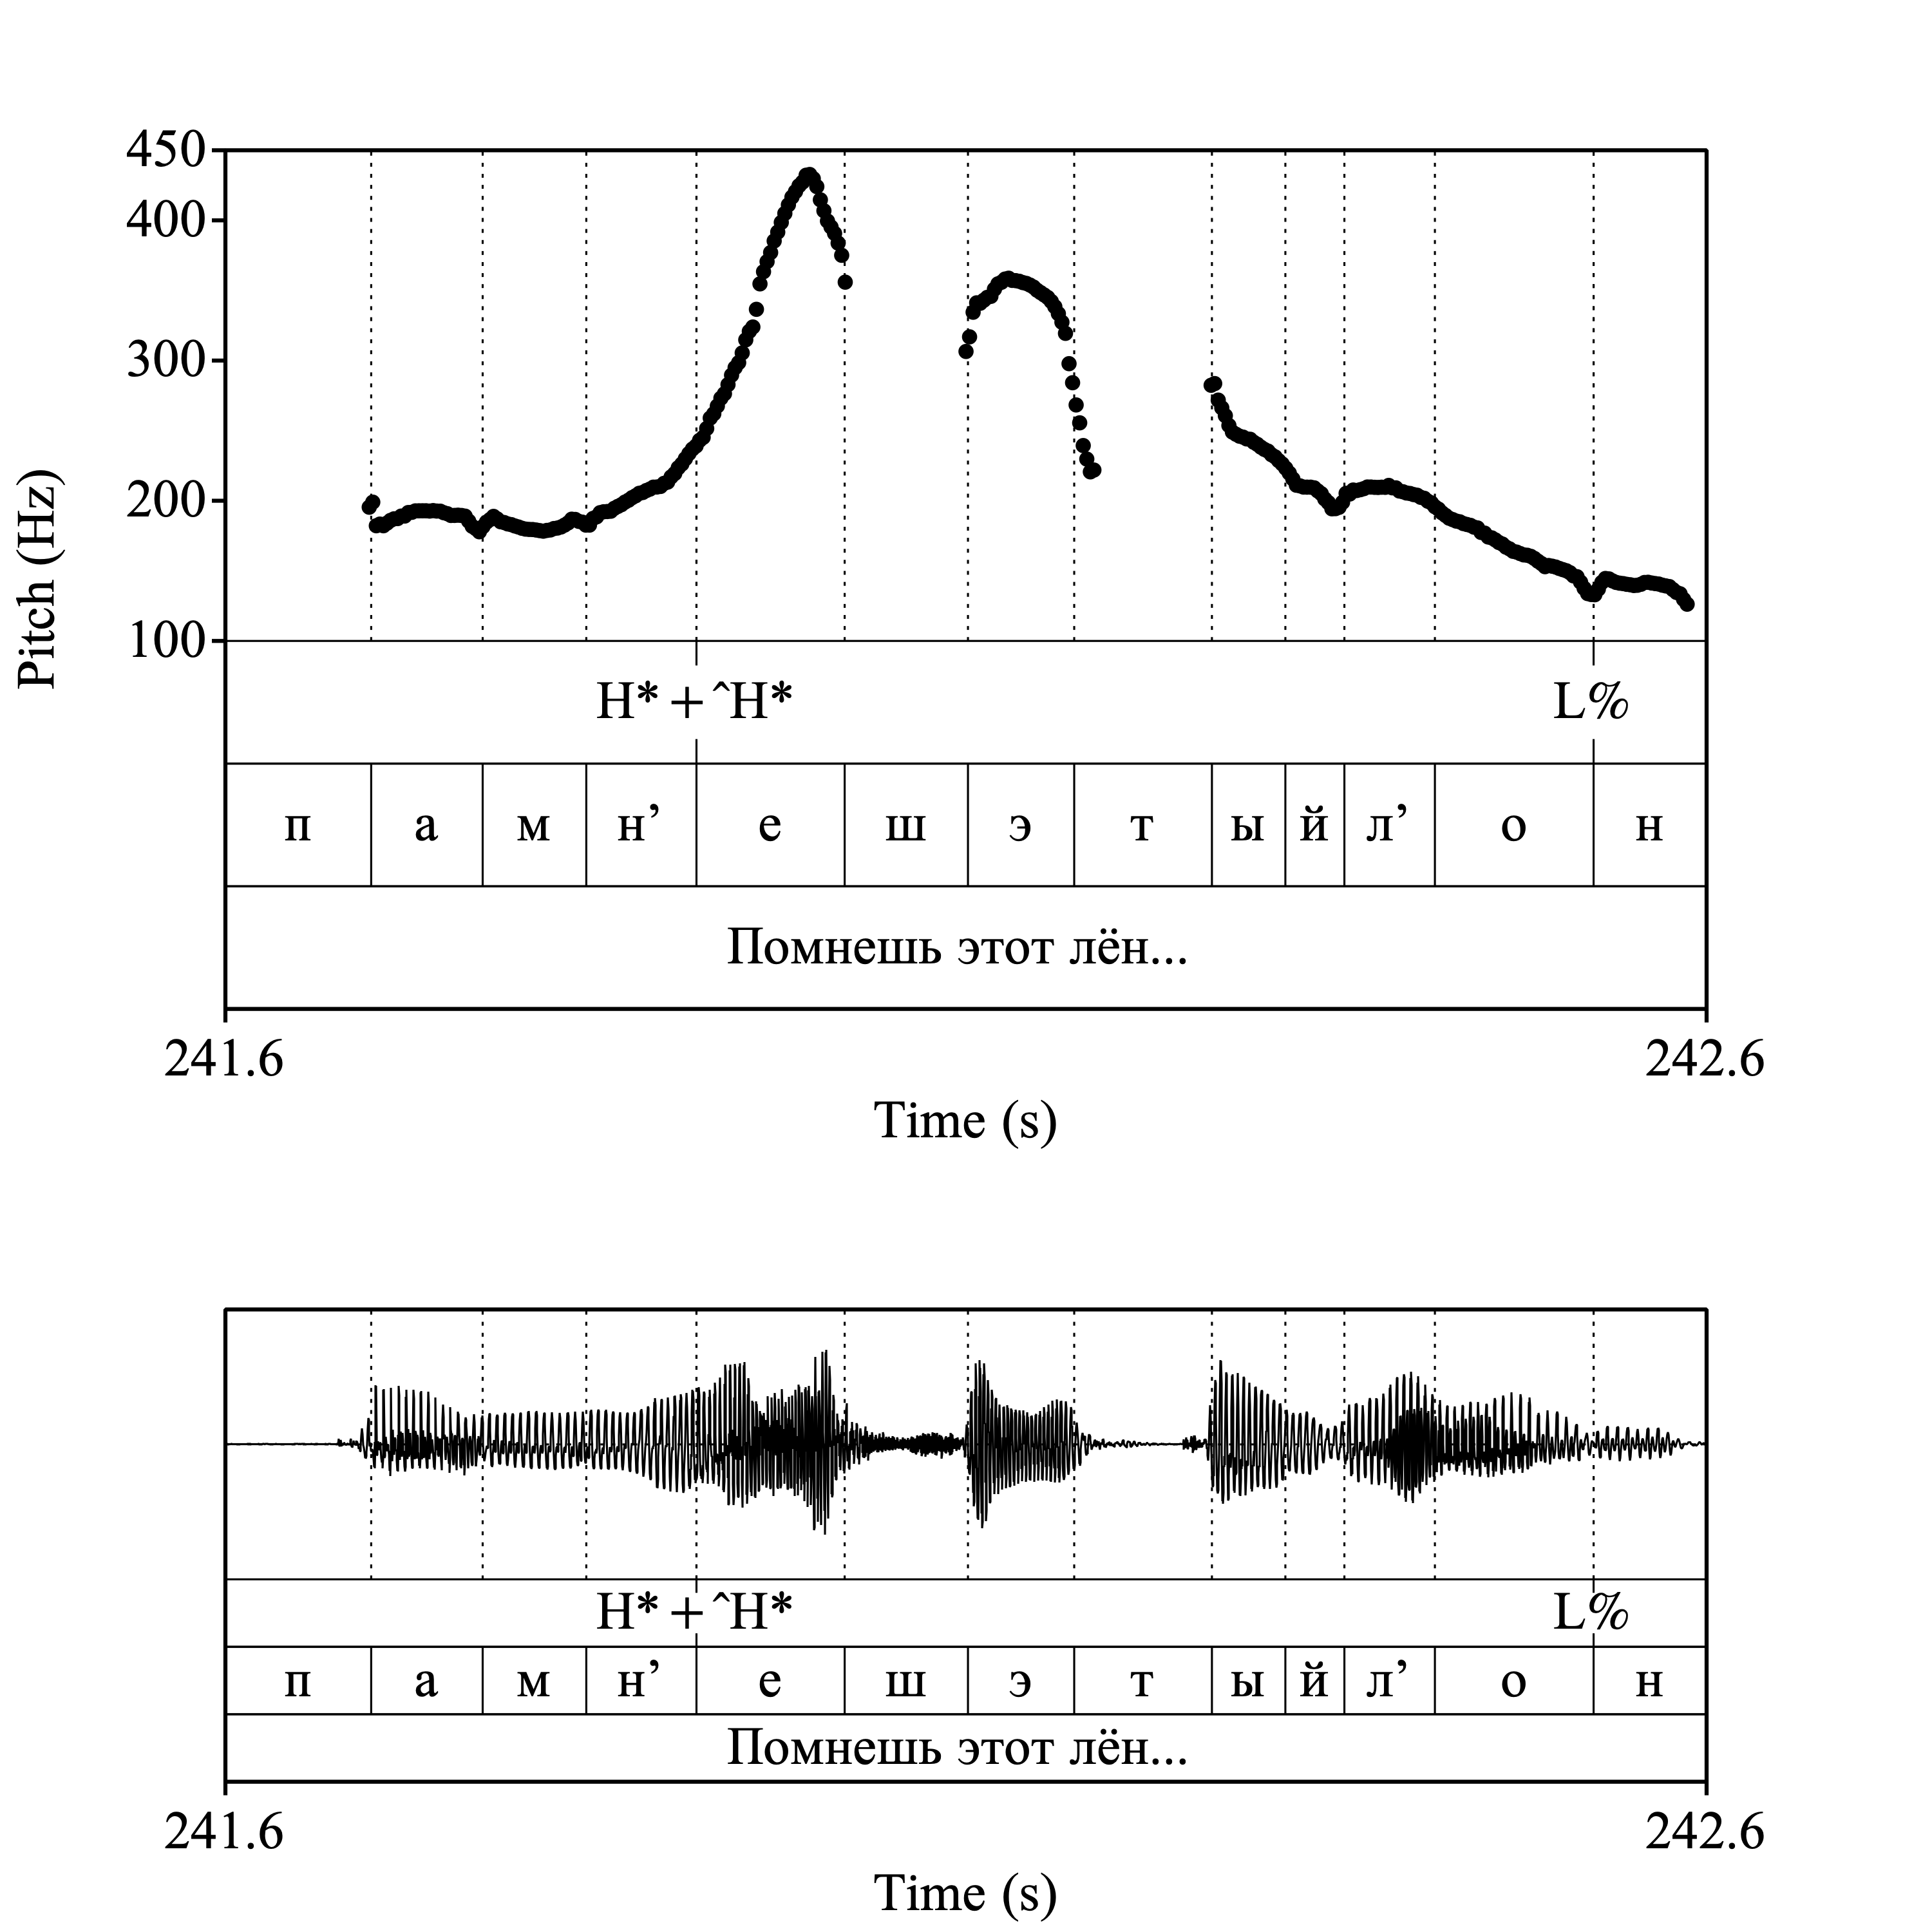 450
400
300
200
100
Pitch (Hz)
H* + ˆH* L%
п а м н’ е ш э т ы й л’ о н
Помнешь этот лён...
241.6 242.6
Time (s)
H* + ˆH* L%
п а м н’ е ш э т ы й л’ о н
Помнешь этот лён...
241.6 242.6
Time (s)